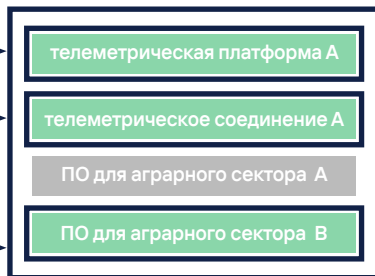 телеметрическая платформа А
телеметрическое соединение А
ПО для аграрного сектора А
ПО для аграрного сектора В